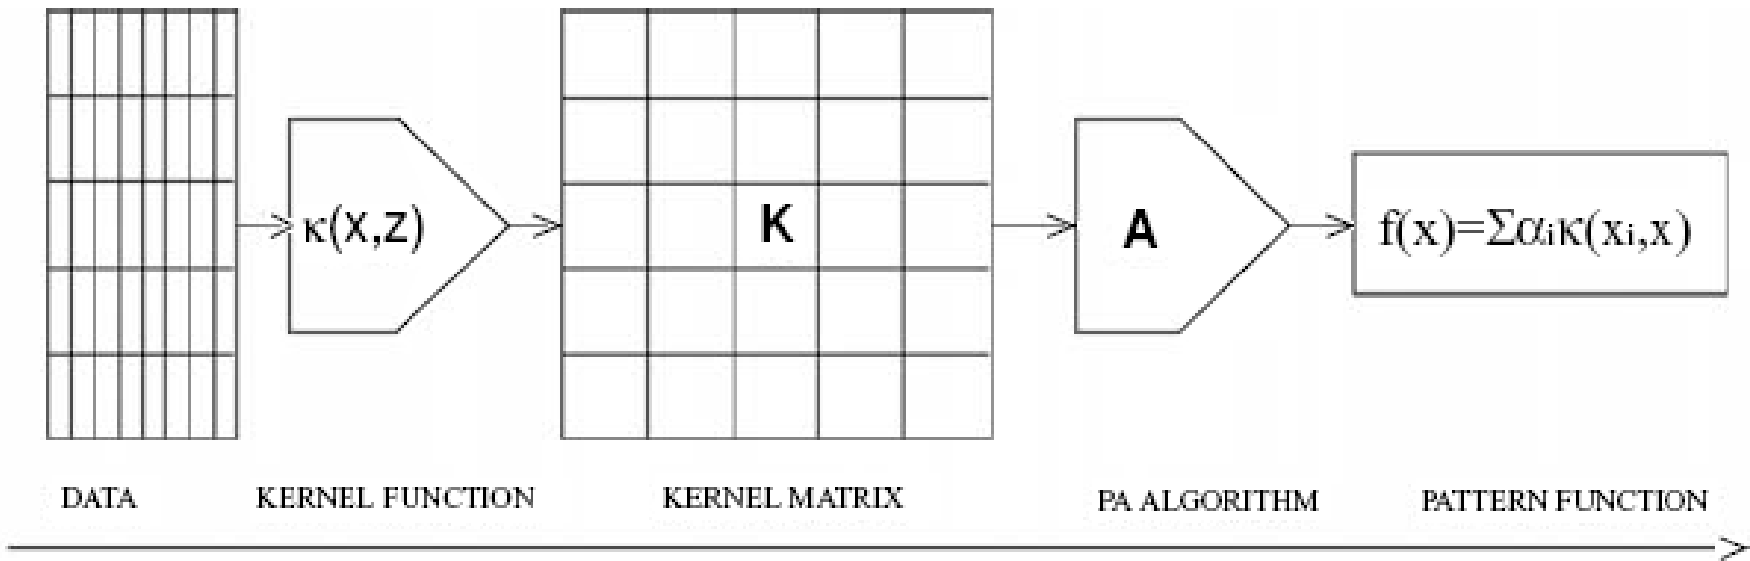 κ(x,z)
K
A
f(x)=Σαiκ(xi,x)
DATA
KERNEL FUNCTION
KERNEL MATRIX
PA ALGORITHM
PATTERN FUNCTION